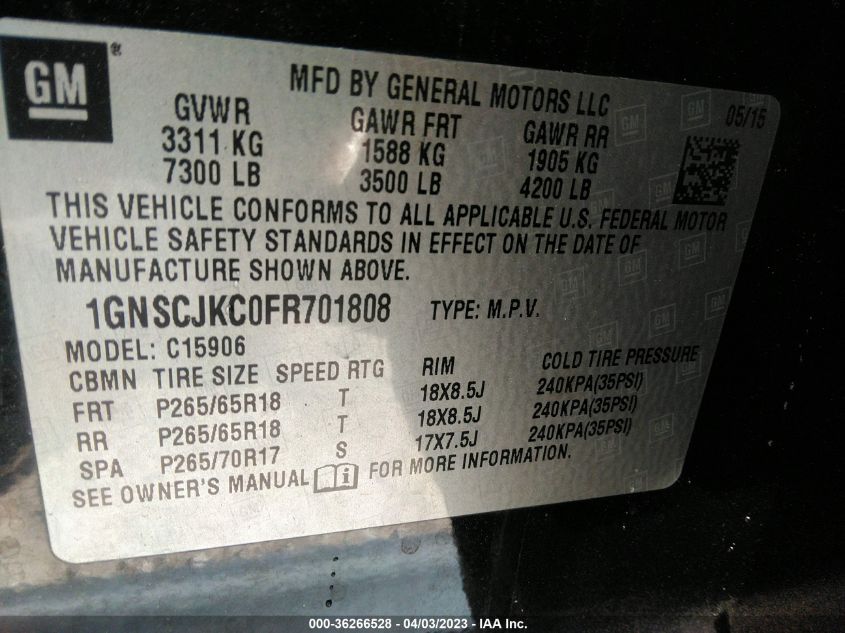 GM
MFD BY GENERAL MOTORS LLC
05/15
GVWR GAWR FRT GAWR RR
3311 KG 1588 KG 1905 KG
7300 LB 3500 LB 4200 LB
THIS VEHICLE CONFORMS TO ALL APPLICABLE U.S. FEDERAL MOTOR
VEHICLE SAFETY STANDARDS IN EFFECT ON THE DATE OF
MANUFACTURE SHOWN ABOVE.
1GNSCJKC0FR701808 TYPE: M.P.V.
MODEL: C15906
CBMN TIRE SIZE SPEED RTG RIM COLD TIRE PRESSURE
FRT P265/65R18 T 18X8.5J 240KPA(35PSI)
RR P265/65R18 T 18X8.5J 240KPA(35PSI)
SPA P265/70R17 S 17X7.5J 240KPA(35PSI)
SEE OWNER'S MANUAL FOR MORE INFORMATION.
000-36266528 - 04/03/2023 - IAA Inc.